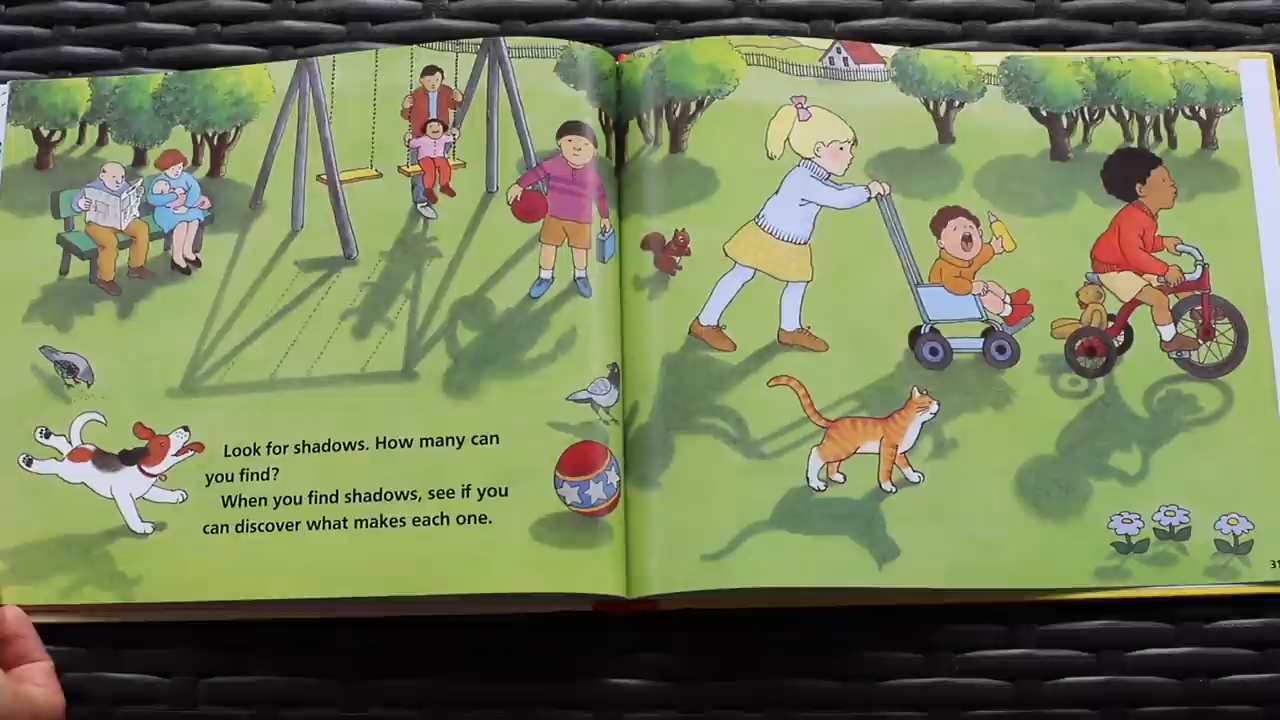 Look for shadows. How many can
you find?
When you find shadows, see if you
can discover what makes each one.
31